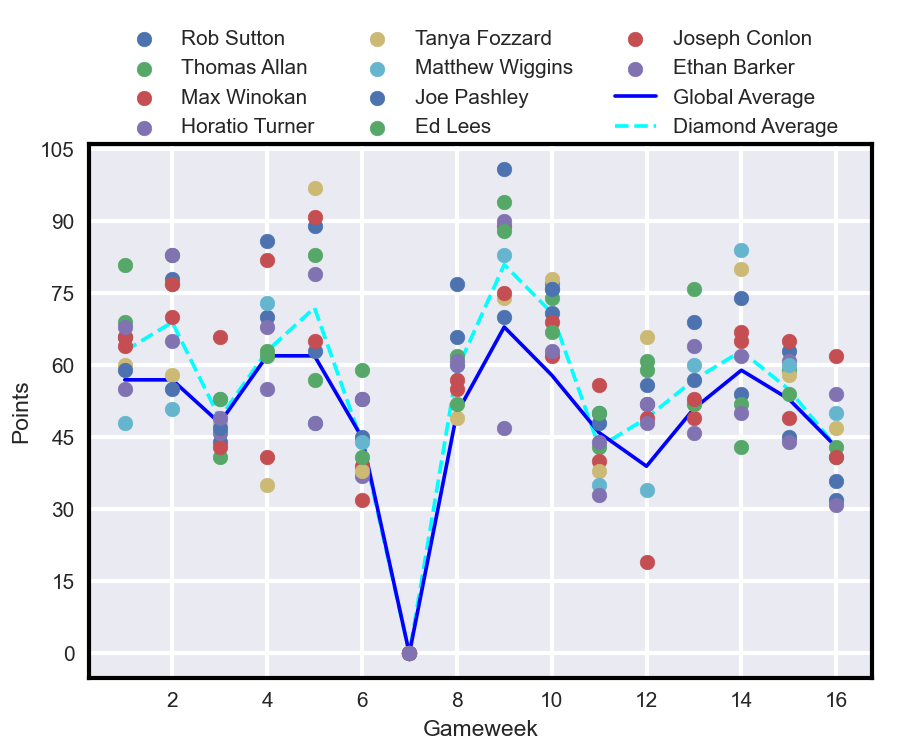 Rob Sutton Tanya Fozzard Joseph Conlon
Thomas Allan Matthew Wiggins Ethan Barker
Max Winokan Joe Pashley Global Average
Horatio Turner Ed Lees Diamond Average
105
90
75
60
45
30
15
0
Points
2 4 6 8 10 12 14 16
Gameweek